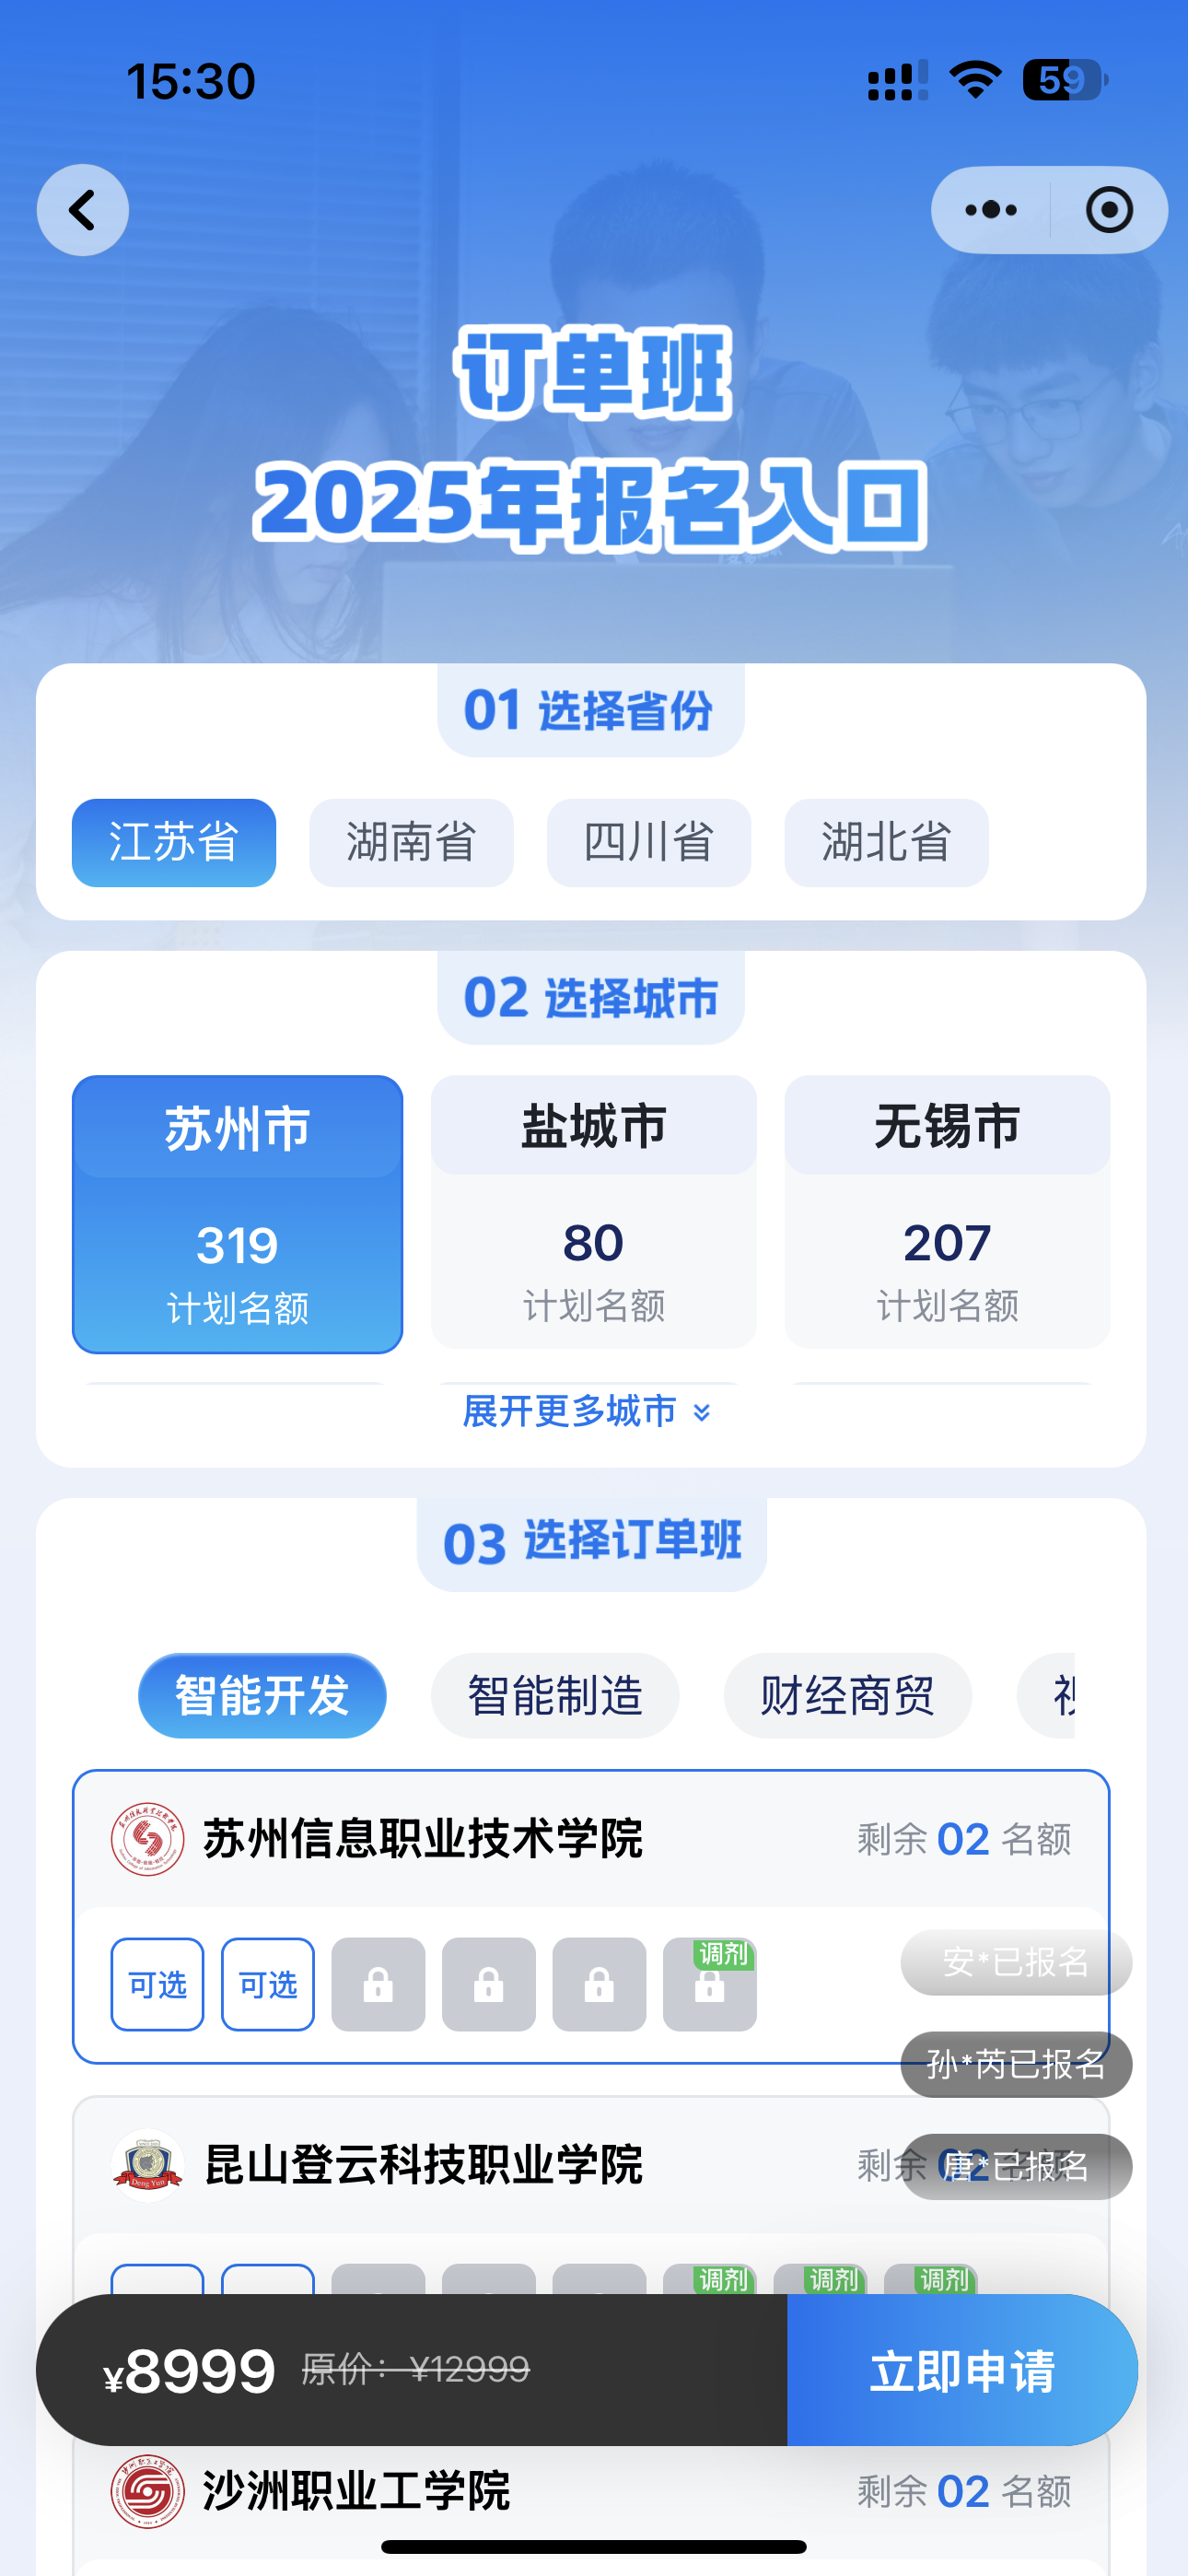 15:30
59
订单班
2025年报名入口
01 选择省份
江苏省
湖南省
四川省
湖北省
02 选择城市
苏州市
盐城市
无锡市
319
80
207
计划名额
计划名额
计划名额
展开更多城市
03 选择订单班
智能开发
智能制造
财经商贸
苏州信息职业技术学院
剩余 02 名额
可选
可选
调剂
安*已报名
孙*芮已报名
昆山登云科技职业学院
剩余 02 名额
唐*已报名
调剂
调剂
调剂
¥8999
原价：¥12999
立即申请
沙洲职业工学院
剩余 02 名额